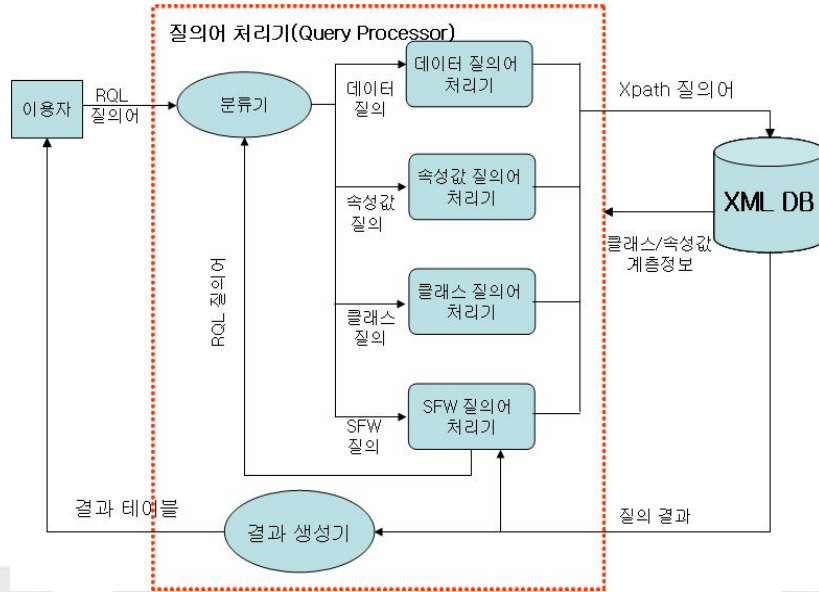 질의어 처리기(Query Processor)
이용자
RQL
질의어
분류기
데이터
질의
데이터 질의어
처리기
Xpath 질의어
속성값
질의
속성값 질의어
처리기
XML DB
클래스/속성값
계층정보
RQL 질의어
클래스
질의
클래스 질의어
처리기
SFW
질의
SFW 질의어
처리기
결과 테이블
결과 생성기
질의 결과